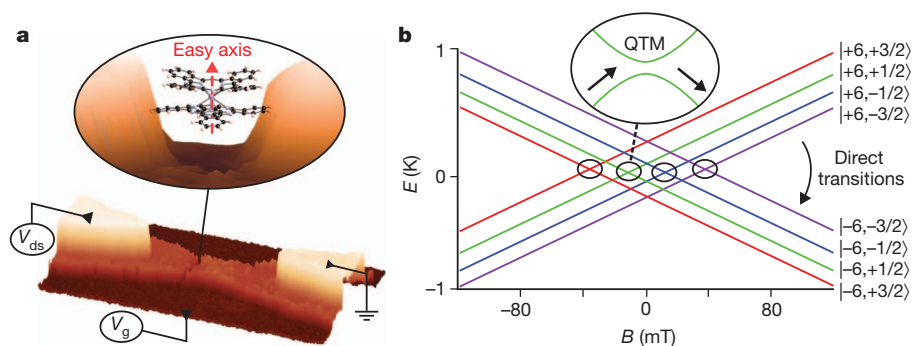 a
Easy axis
V_ds
V_g
b
QTM
E (K)
1
0
−1
−80
0
80
B (mT)
Direct
transitions
|+6,+3/2⟩
|+6,+1/2⟩
|+6,−1/2⟩
|+6,−3/2⟩
|−6,−3/2⟩
|−6,−1/2⟩
|−6,+1/2⟩
|−6,+3/2⟩